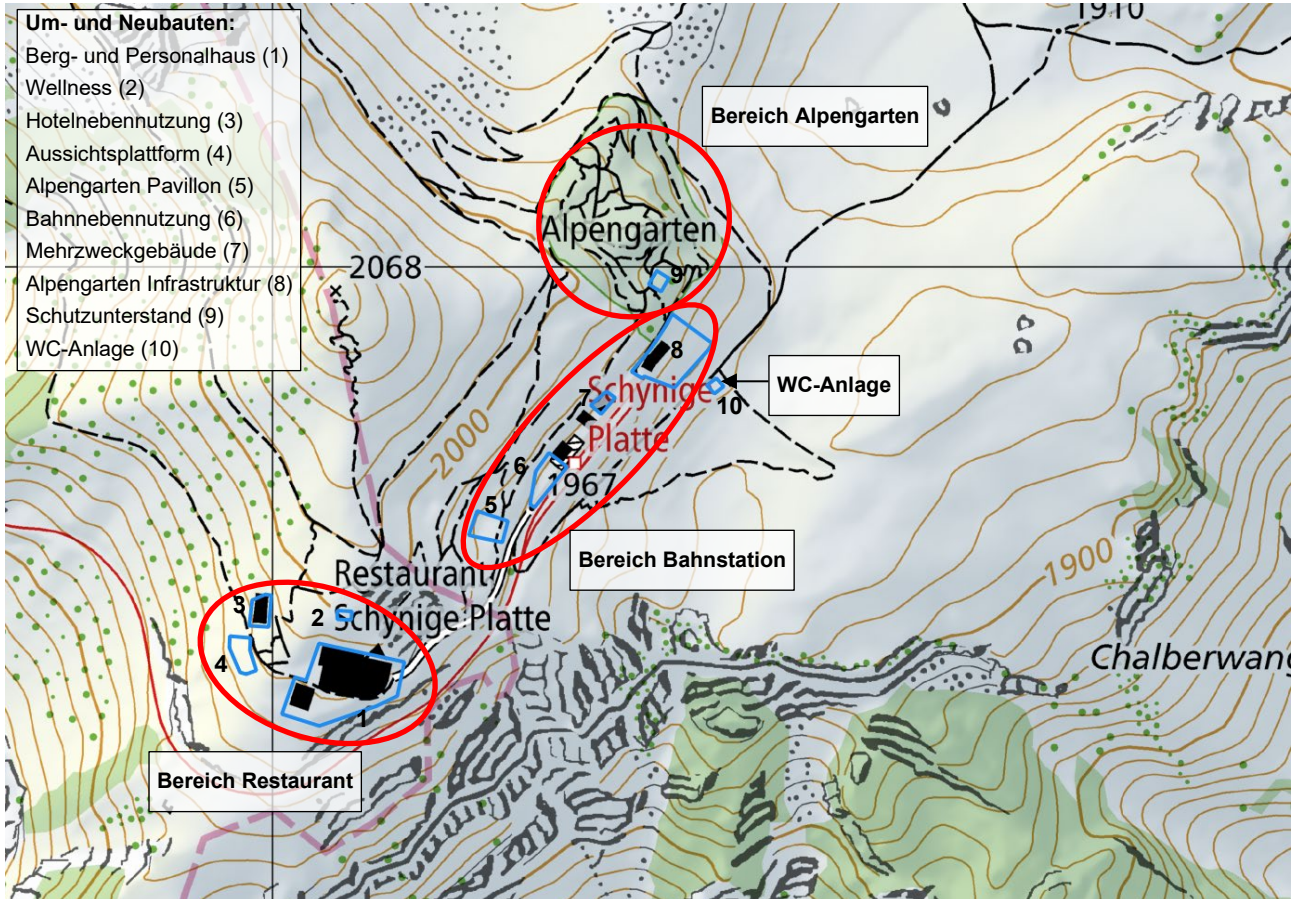 Um- und Neubauten:
Berg- und Personalhaus (1)
Wellness (2)
Hotelnebennutzung (3)
Aussichtsplattform (4)
Alpengarten Pavillon (5)
Bahnnebennutzung (6)
Mehrzweckgebäude (7)
Alpengarten Infrastruktur (8)
Schutzunterstand (9)
WC-Anlage (10)
1910
Bereich Alpengarten
Alpengarten
2068
9
8
WC-Anlage
10
Schynige
7
Platte
2000
6
1967
5
Bereich Bahnstation
1900
Restaurant
Schynige Platte
3
2
4
1
Chalberwang
Bereich Restaurant